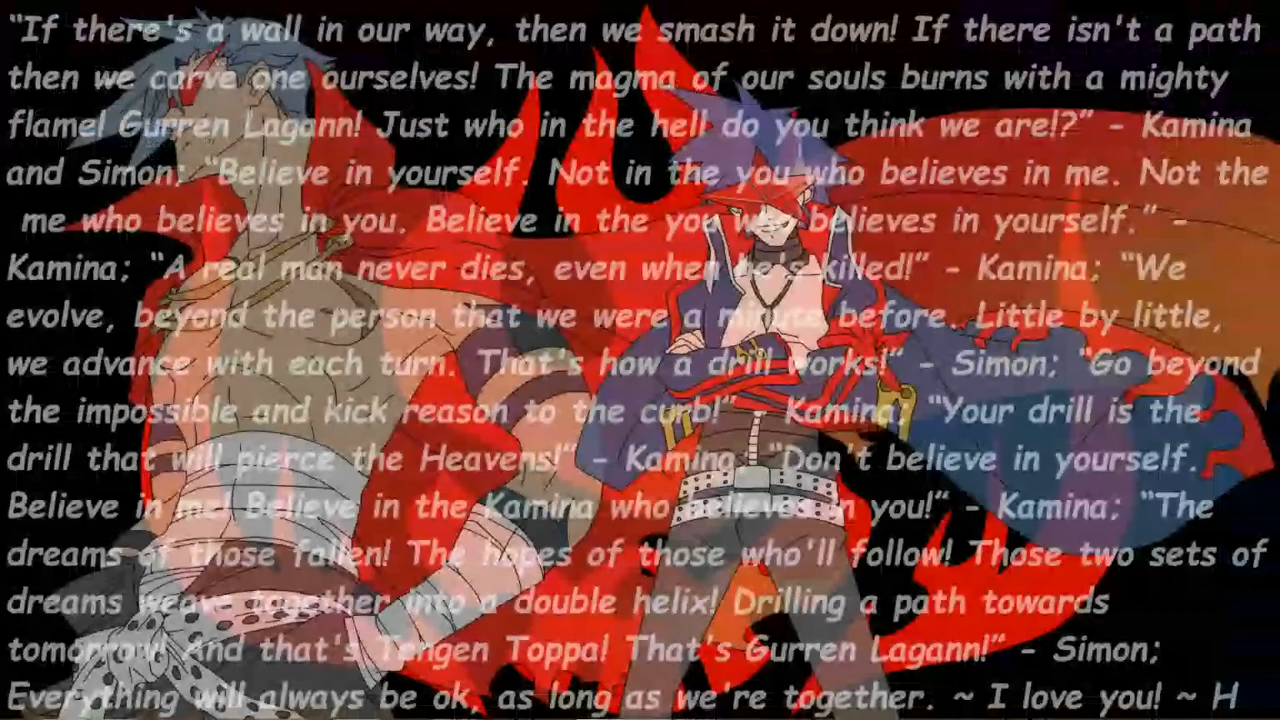 “If there's a wall in our way, then we smash it down! If there isn't a path
then we carve one ourselves! The magma of our souls burns with a mighty
flame! Gurren Lagann! Just who in the hell do you think we are!?” - Kamina
and Simon; “Believe in yourself. Not in the you who believes in me. Not the
me who believes in you. Believe in the you who believes in yourself.” -
Kamina; “A real man never dies, even when he's killed!” - Kamina; “We
evolve, beyond the person that we were a minute before. Little by little,
we advance with each turn. That's how a drill works!” - Simon; “Go beyond
the impossible and kick reason to the curb!” - Kamina; “Your drill is the
drill that will pierce the Heavens!” - Kamina; “Don't believe in yourself.
Believe in me! Believe in the Kamina who believes in you!” - Kamina; “The
dreams of those fallen! The hopes of those who'll follow! Those two sets of
dreams weave together into a double helix! Drilling a path towards
tomorrow! And that's Tengen Toppa! That's Gurren Lagann!” - Simon;
Everything will always be ok, as long as we're together. ~ I love you! ~ H